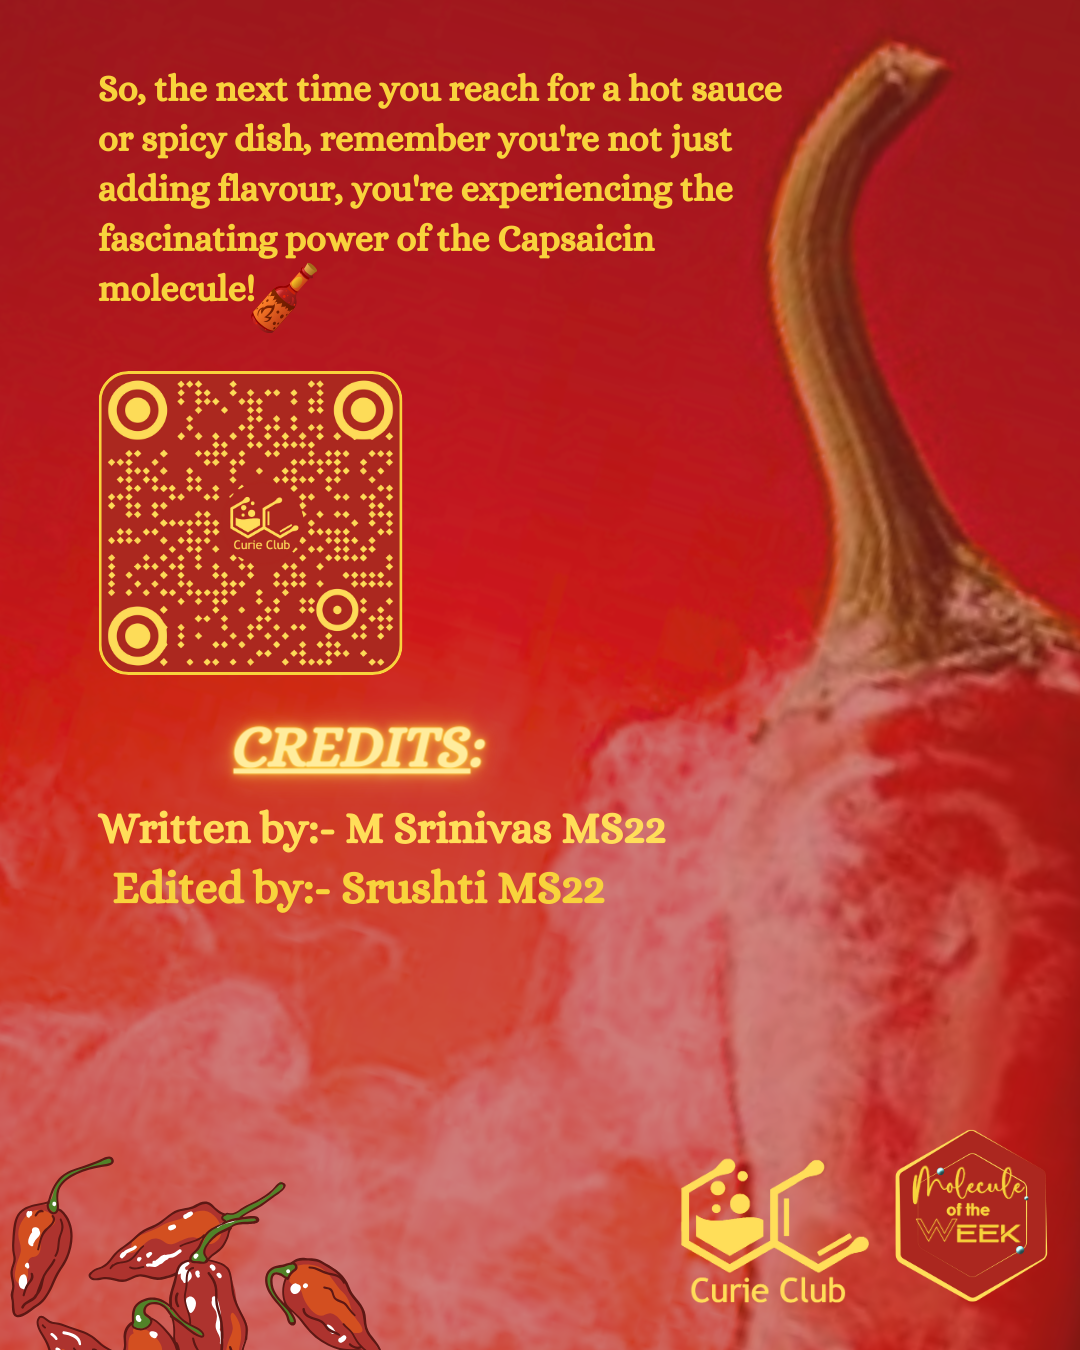 So, the next time you reach for a hot sauce
or spicy dish, remember you're not just
adding flavour, you're experiencing the
fascinating power of the Capsaicin
molecule!
Curie Club
CREDITS:
Written by:- M Srinivas MS22
Edited by:- Srushti MS22
Curie Club
Molecule
of the
WEEK